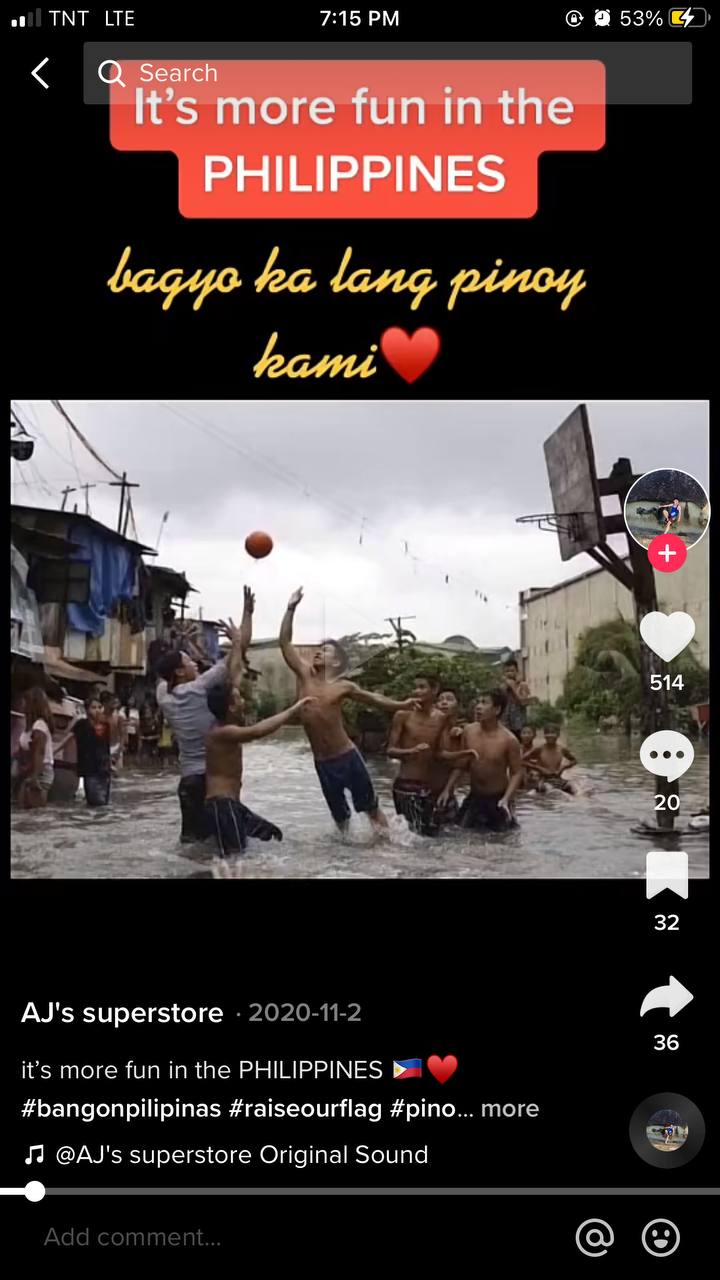 TNT LTE 7:15 PM 53%
Search
It’s more fun in the
PHILIPPINES
bagyo ka lang pinoy
kami❤️
514
20
32
36
AJ's superstore · 2020-11-2
it’s more fun in the PHILIPPINES 🇵🇭❤️
#bangonpilipinas #raiseourflag #pino... more
@AJ's superstore Original Sound
Add comment...